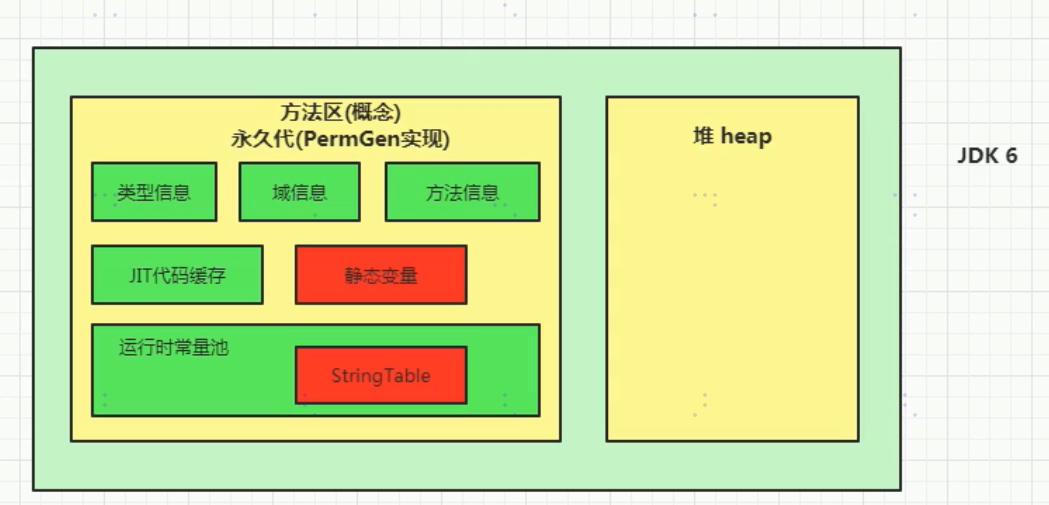 方法区(概念)
永久代(PermGen实现)
类型信息
域信息
方法信息
JIT代码缓存
静态变量
运行时常量池
StringTable
堆 heap
JDK 6